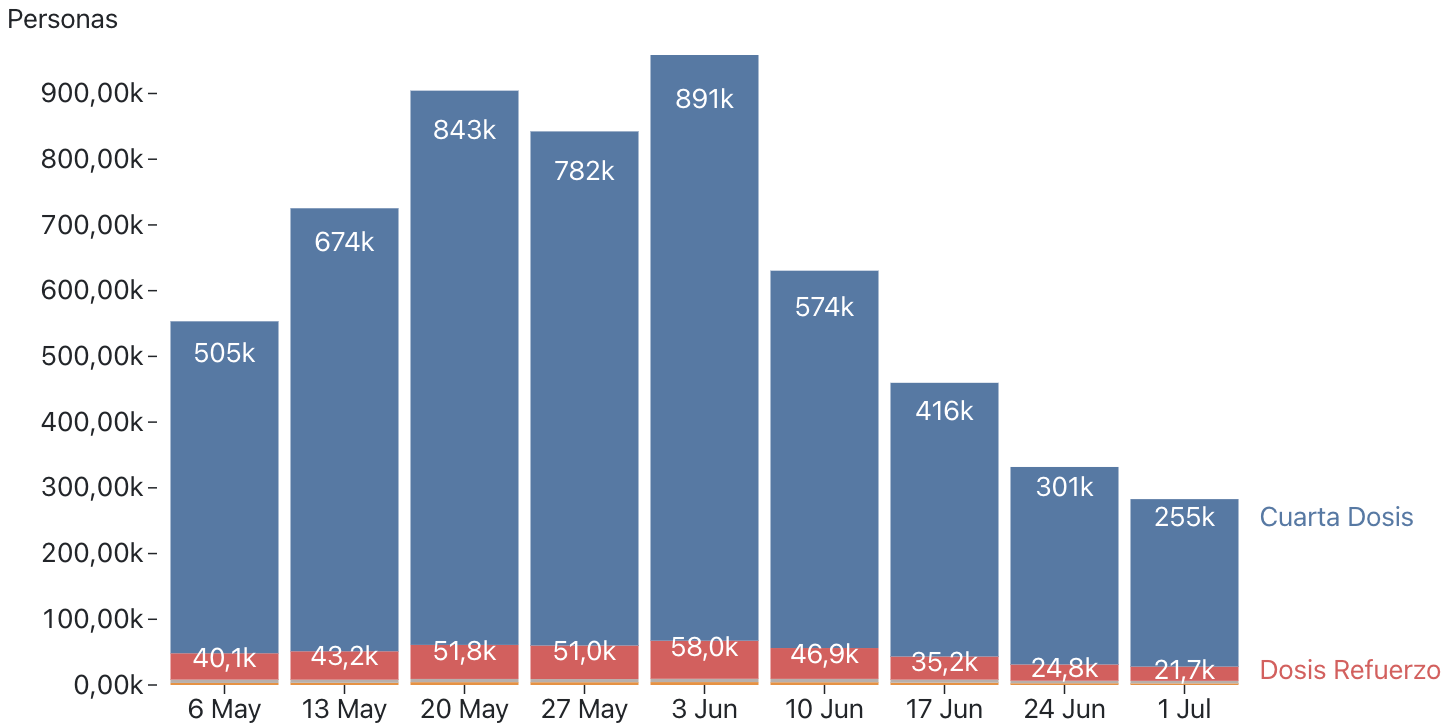 Personas
900,00k
800,00k
700,00k
600,00k
500,00k
400,00k
300,00k
200,00k
100,00k
0,00k
505k
674k
843k
782k
891k
574k
416k
301k
255k
Cuarta Dosis
40,1k
43,2k
51,8k
51,0k
58,0k
46,9k
35,2k
24,8k
21,7k
Dosis Refuerzo
6 May
13 May
20 May
27 May
3 Jun
10 Jun
17 Jun
24 Jun
1 Jul